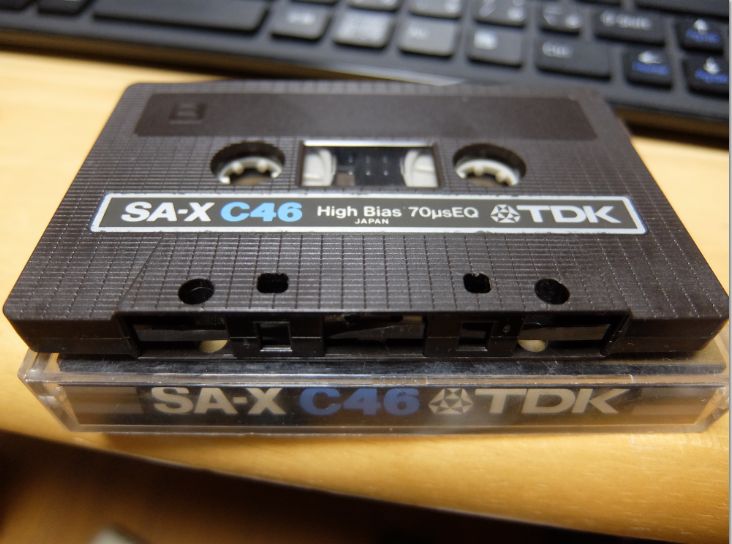 SA-X C46 High Bias 70µsEQ TDK
JAPAN
SA-X C46 TDK